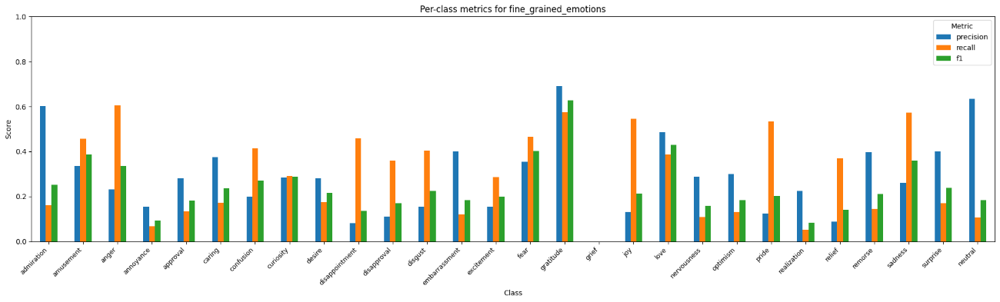 Per-class metrics for fine_grained_emotions
1.0
0.8
0.6
0.4
0.2
0.0
Score
Metric
precision
recall
f1
admiration
amusement
anger
annoyance
approval
caring
confusion
curiosity
desire
disappointment
disapproval
disgust
embarrassment
excitement
fear
gratitude
grief
joy
love
nervousness
optimism
pride
realization
relief
remorse
sadness
surprise
neutral
Class